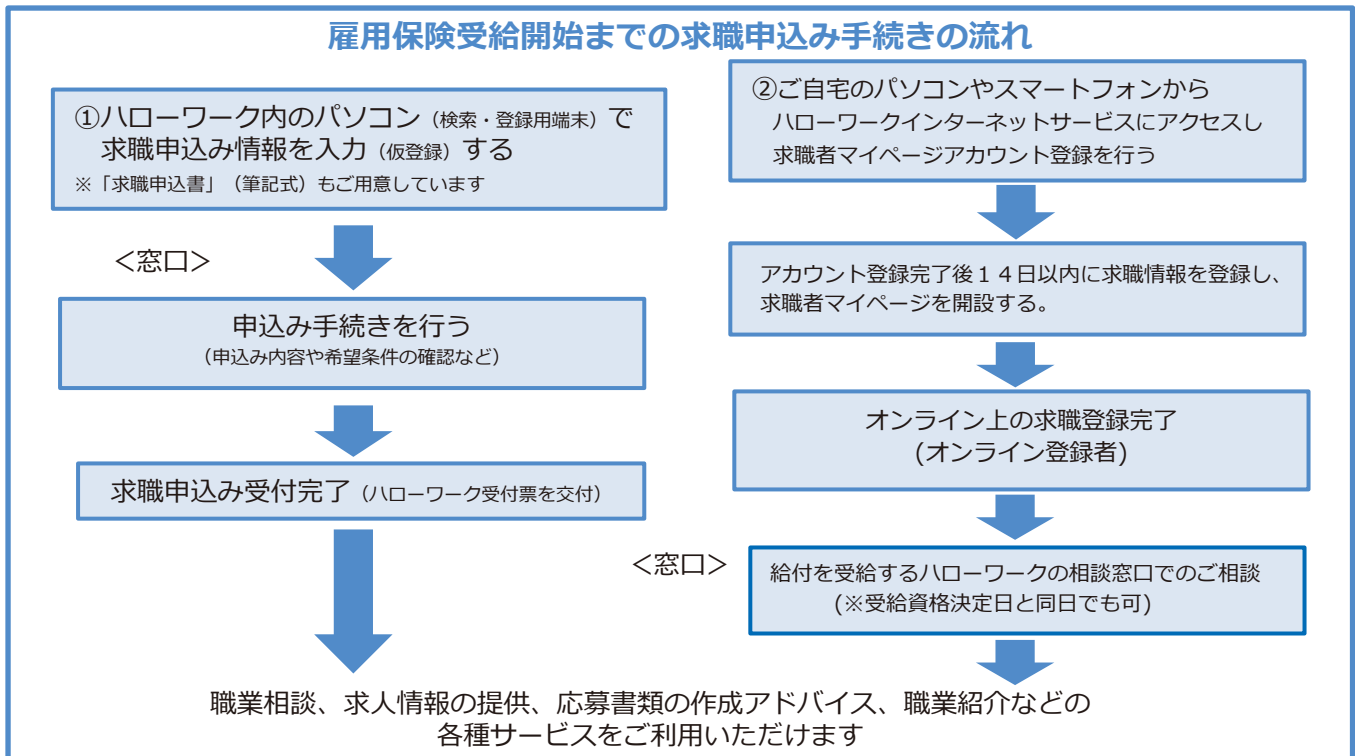 雇用保険受給開始までの求職申込み手続きの流れ
①ハローワーク内のパソコン（検索・登録用端末）で
求職申込み情報を入力（仮登録）する
※「求職申込書」（筆記式）もご用意しています
＜窓口＞
申込み手続きを行う
（申込み内容や希望条件の確認など）
求職申込み受付完了（ハローワーク受付票を交付）
②ご自宅のパソコンやスマートフォンから
ハローワークインターネットサービスにアクセスし
求職者マイページアカウント登録を行う
アカウント登録完了後１４日以内に求職情報を登録し、
求職者マイページを開設する。
オンライン上の求職登録完了
(オンライン登録者)
＜窓口＞
給付を受給するハローワークの相談窓口でのご相談
(※受給資格決定日と同日でも可)
職業相談、求人情報の提供、応募書類の作成アドバイス、職業紹介などの
各種サービスをご利用いただけます